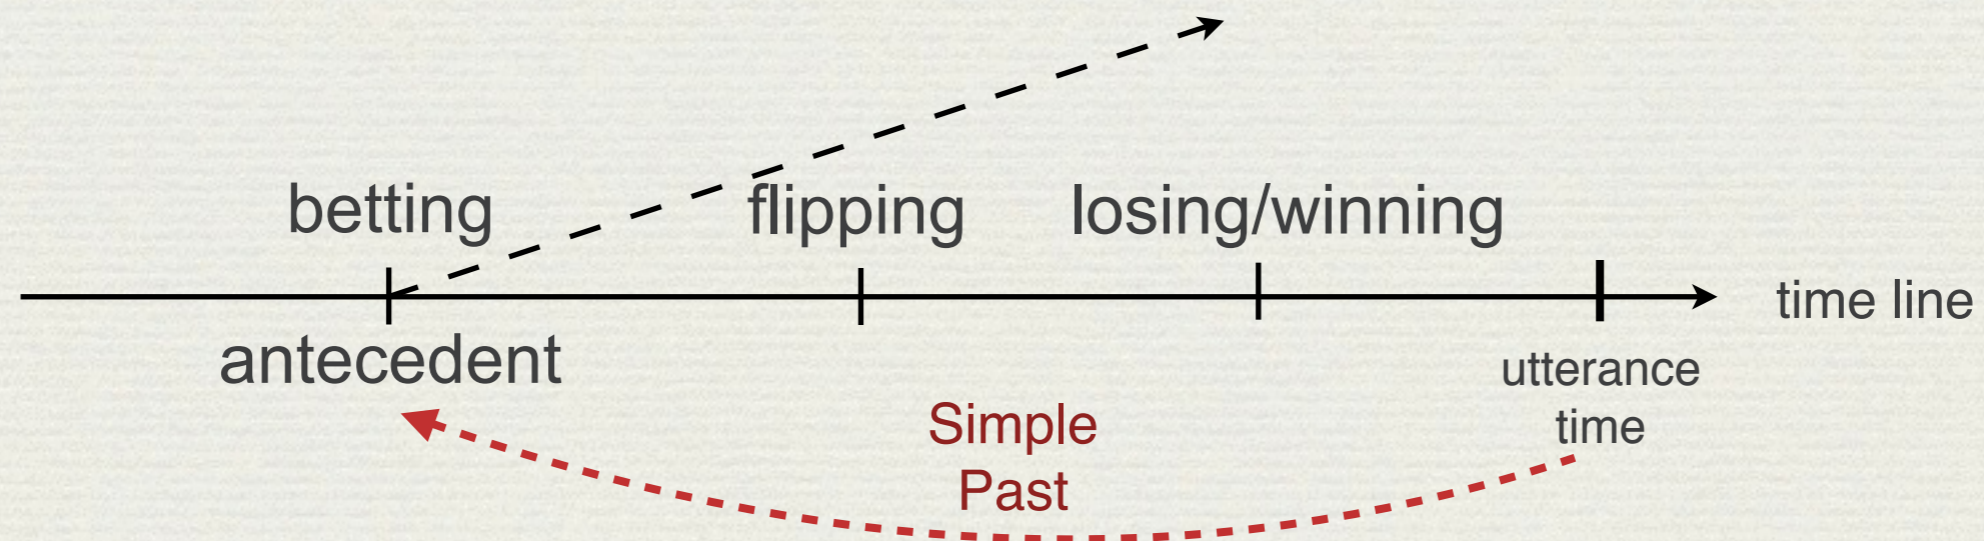 betting
flipping
losing/winning
time line
antecedent
utterance
time
Simple
Past